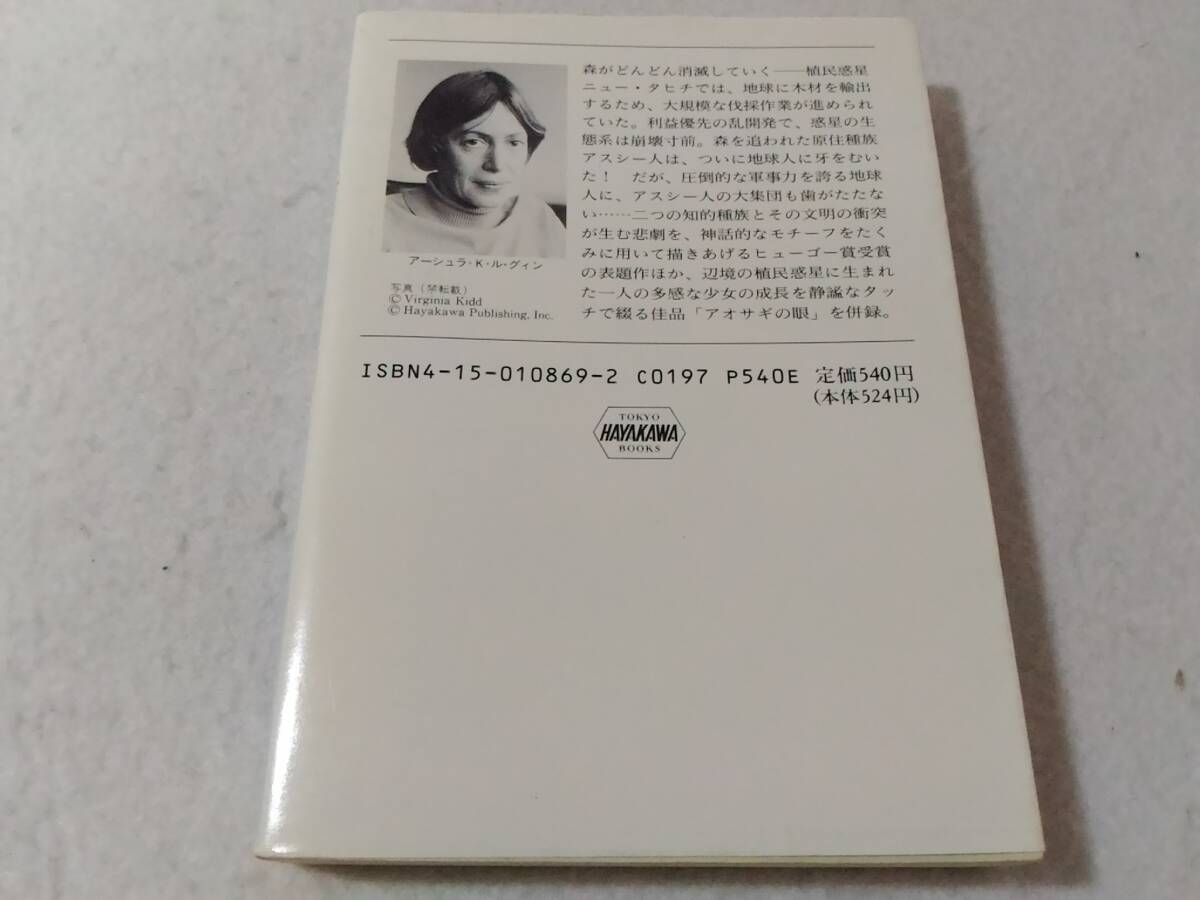 森がどんどん消滅していく――植民惑星
ニュー・タヒチでは、地球に木材を輸出
するため、大規模な伐採作業が進められ
ていた。利益優先の乱開発で、惑星の生
態系は崩壊寸前。森を追われた原住種族
アスシー人は、ついに地球人に牙をむい
た！　だが、圧倒的な軍事力を誇る地球
人に、アスシー人の大集団も歯がたたな
い……二つの知的種族とその文明の衝突
が生む悲劇を、神話的なモチーフをたく
みに用いて描きあげるヒューゴー賞受賞
の表題作ほか、辺境の植民惑星に生まれ
た一人の多感な少女の成長を静謐なタッ
チで綴る佳品「アオサギの眼」を併録。
アーシュラ・K・ル・グィン
写真（禁転載）
© Virginia Kidd
© Hayakawa Publishing, Inc.
ISBN4-15-010869-2 C0197 P540E 定価540円
(本体524円)
TOKYO
HAYAKAWA
BOOKS